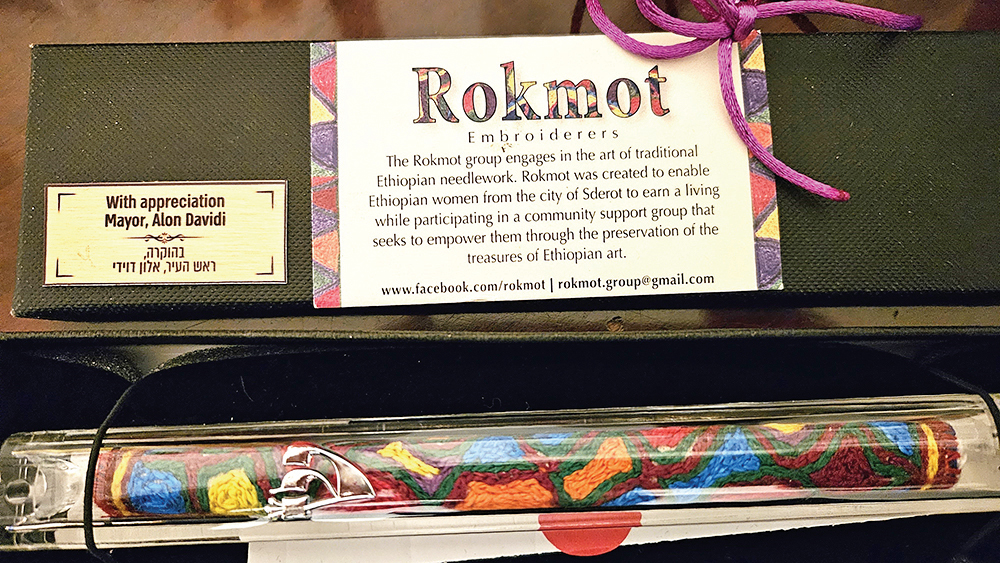 Rokmot
Embroiderers
The Rokmot group engages in the art of traditional
Ethiopian needlework. Rokmot was created to enable
Ethiopian women from the city of Sderot to earn a living
while participating in a community support group that
seeks to empower them through the preservation of the
treasures of Ethiopian art.
www.facebook.com/rokmot | rokmot.group@gmail.com
With appreciation
Mayor, Alon Davidi
בהוקרה,
ראש העיר, אלון דוידי